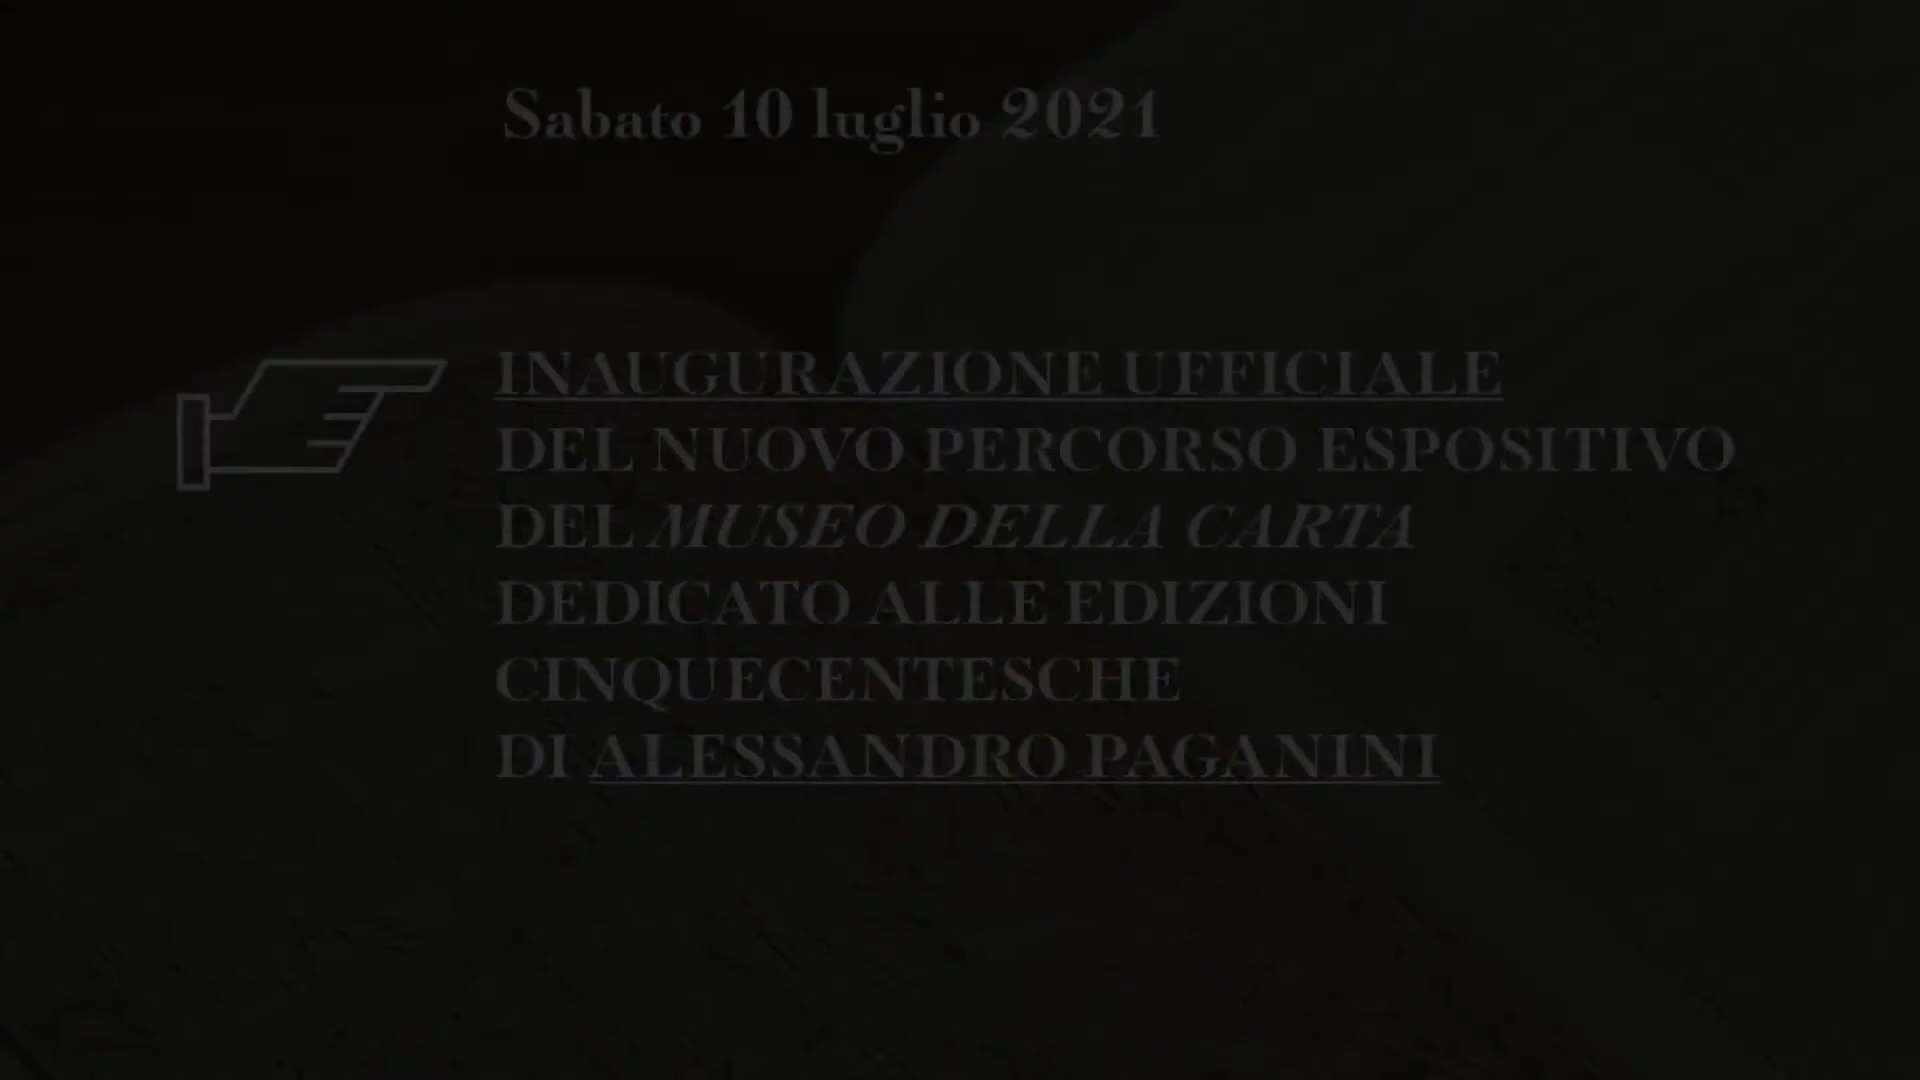 Sabato 10 luglio 2021
INAUGURAZIONE UFFICIALE
DEL NUOVO PERCORSO ESPOSITIVO
DEL MUSEO DELLA CARTA
DEDICATO ALLE EDIZIONI
CINQUECENTESCHE
DI ALESSANDRO PAGANINI